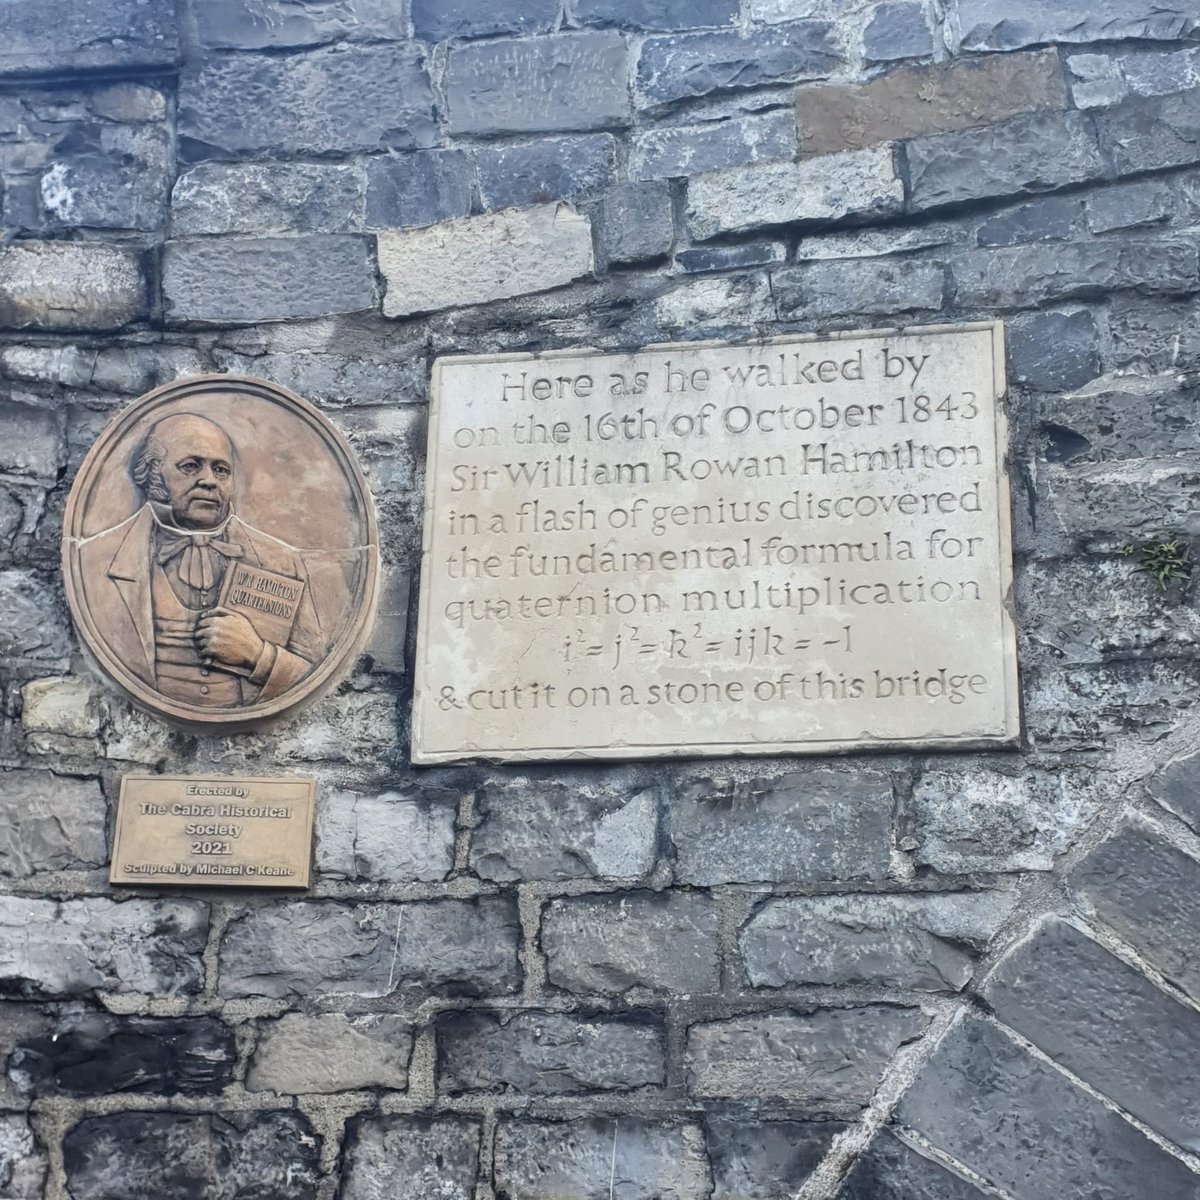 Here as he walked by
on the 16th of October 1843
Sir William Rowan Hamilton
in a flash of genius discovered
the fundamental formula for
quaternion multiplication
i² = j² = k² = ijk = -1
& cut it on a stone of this bridge
W.R HAMILTON
QUATERNIONS
Erected by
The Cabra Historical
Society
2021
Sculpted by Michael C Keane